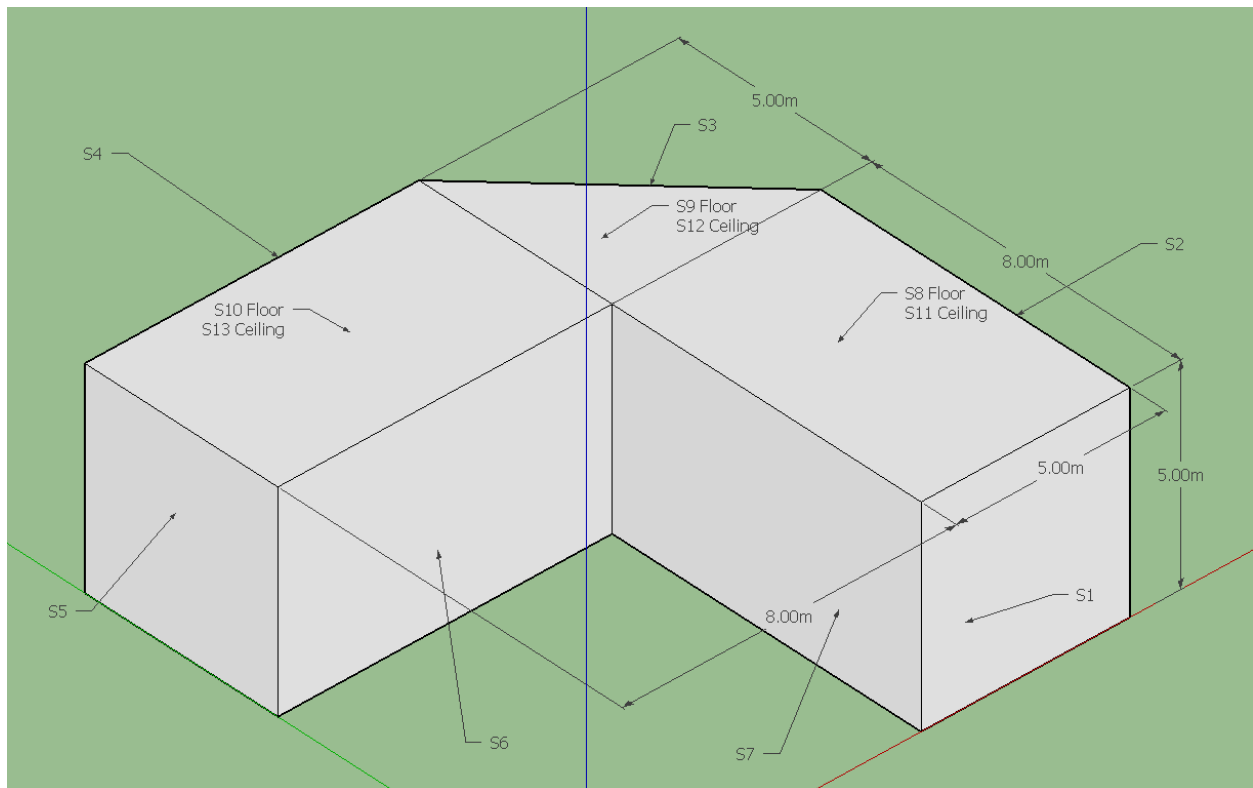 5.00m
S3
S4
S9 Floor
S12 Ceiling
S2
8.00m
S10 Floor
S13 Ceiling
S8 Floor
S11 Ceiling
5.00m
5.00m
S1
S5
8.00m
S6
S7